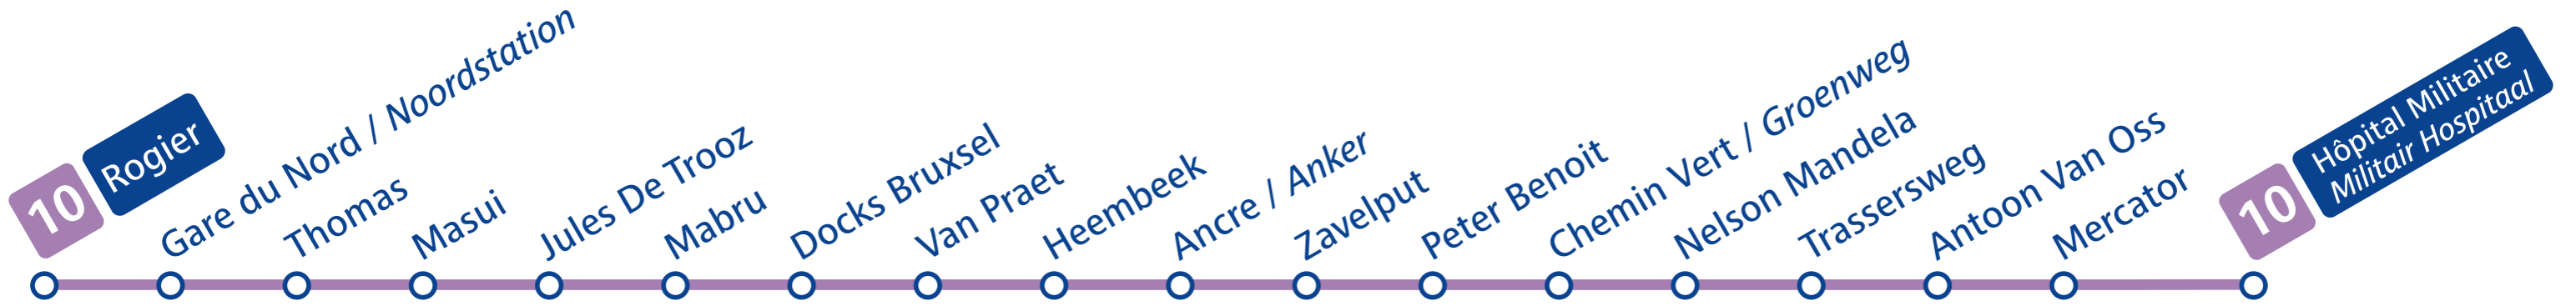 10
Rogier
Gare du Nord / Noordstation
Thomas
Masui
Jules De Trooz
Mabru
Docks Bruxsel
Van Praet
Heembeek
Ancre / Anker
Zavelput
Peter Benoit
Chemin Vert / Groenweg
Nelson Mandela
Trassersweg
Antoon Van Oss
Mercator
10
Hôpital Militaire
Militair Hospitaal